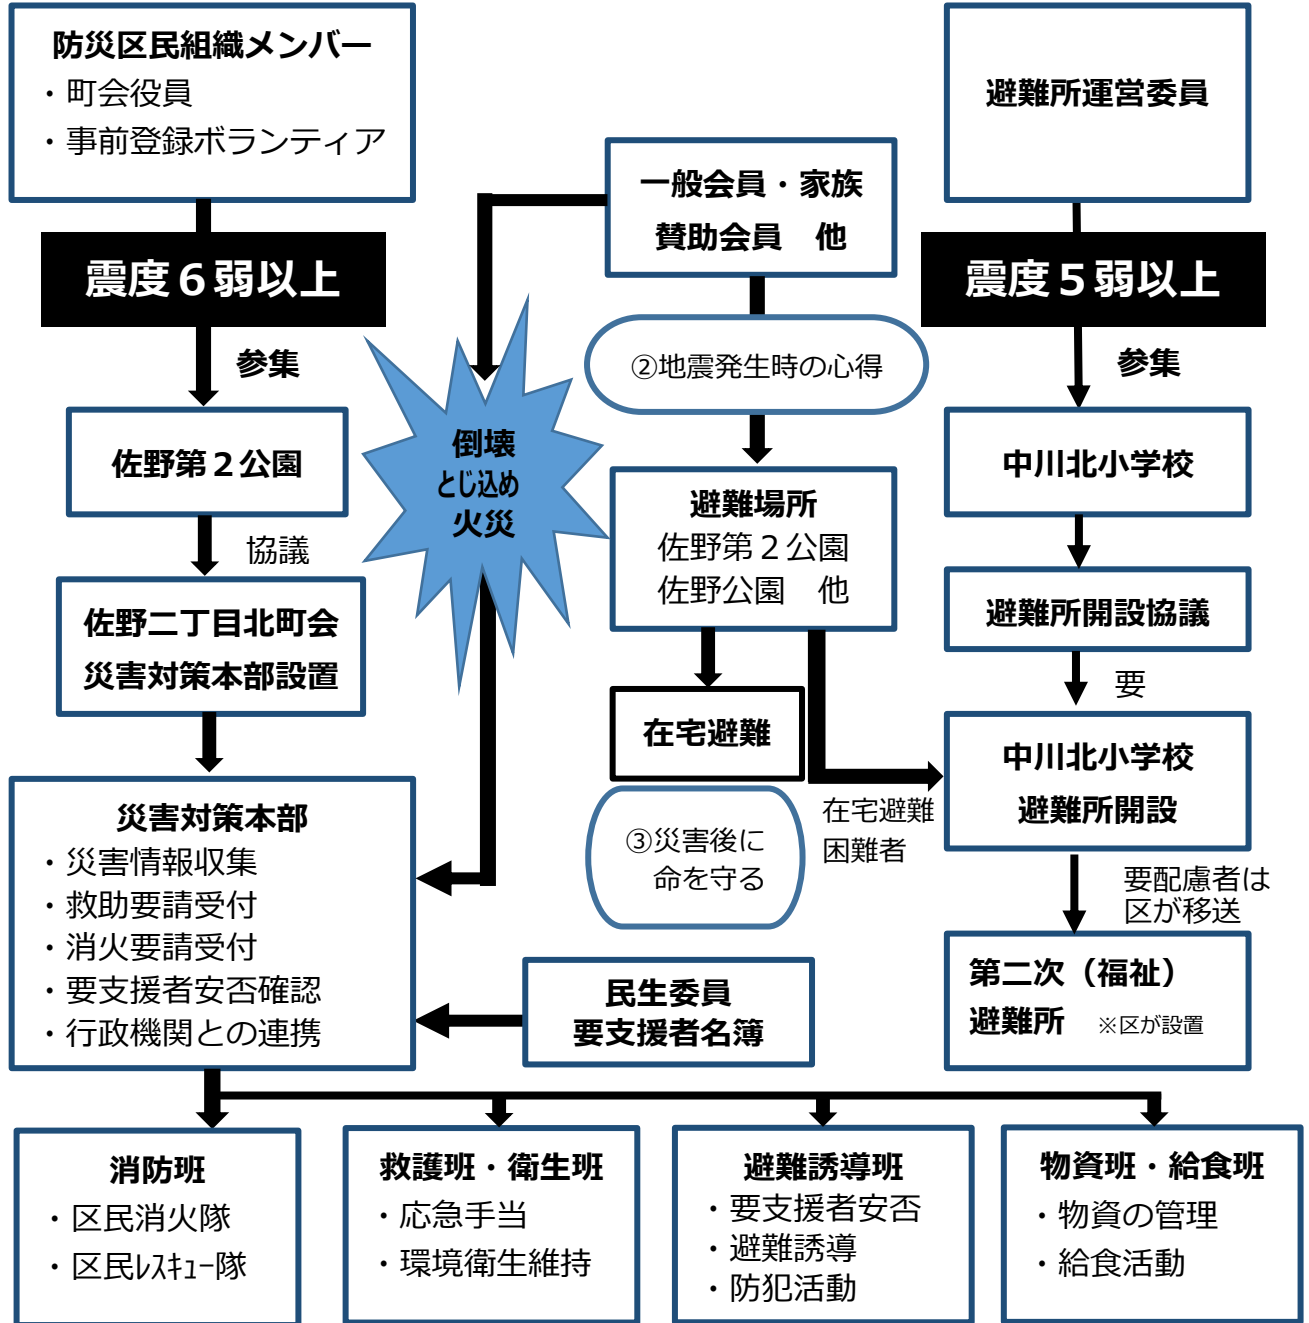 防災区民組織メンバー
・町会役員
・事前登録ボランティア
避難所運営委員
一般会員・家族
賛助会員　他
震度６弱以上
震度５弱以上
参集
②地震発生時の心得
参集
佐野第２公園
倒壊
とじ込め
火災
避難場所
佐野第２公園
佐野公園　他
中川北小学校
協議
佐野二丁目北町会
災害対策本部設置
避難所開設協議
要
在宅避難
中川北小学校
避難所開設
災害対策本部
・災害情報収集
・救助要請受付
・消火要請受付
・要支援者安否確認
・行政機関との連携
③災害後に
命を守る
在宅避難
困難者
要配慮者は
区が移送
民生委員
要支援者名簿
第二次（福祉）
避難所　※区が設置
消防班
・区民消火隊
・区民ﾚｽｷｭｰ隊
救護班・衛生班
・応急手当
・環境衛生維持
避難誘導班
・要支援者安否
・避難誘導
・防犯活動
物資班・給食班
・物資の管理
・給食活動